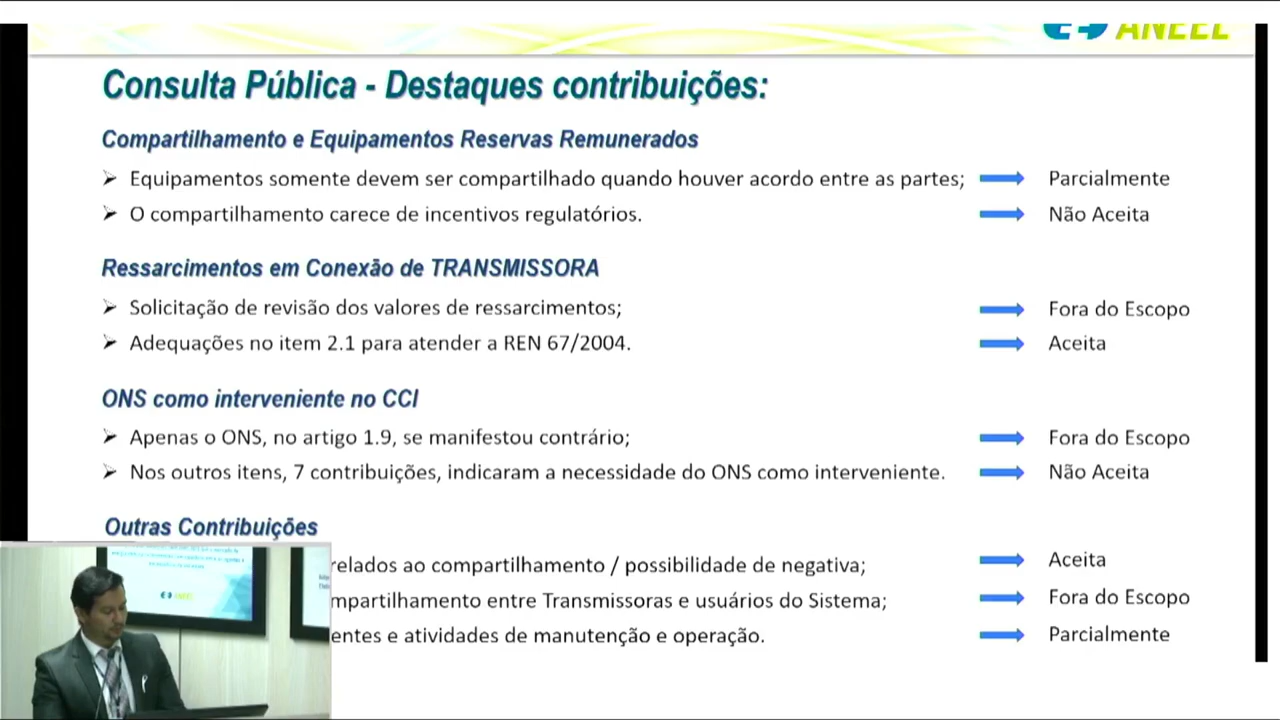 ANEEL
Consulta Pública - Destaques contribuições:
Compartilhamento e Equipamentos Reservas Remunerados
Equipamentos somente devem ser compartilhado quando houver acordo entre as partes; Parcialmente
O compartilhamento carece de incentivos regulatórios. Não Aceita
Ressarcimentos em Conexão de TRANSMISSORA
Solicitação de revisão dos valores de ressarcimentos; Fora do Escopo
Adequações no item 2.1 para atender a REN 67/2004. Aceita
ONS como interveniente no CCI
Apenas o ONS, no artigo 1.9, se manifestou contrário; Fora do Escopo
Nos outros itens, 7 contribuições, indicaram a necessidade do ONS como interveniente. Não Aceita
Outras Contribuições
relados ao compartilhamento / possibilidade de negativa; Aceita
mpartilhamento entre Transmissoras e usuários do Sistema; Fora do Escopo
entes e atividades de manutenção e operação. Parcialmente
ANEEL